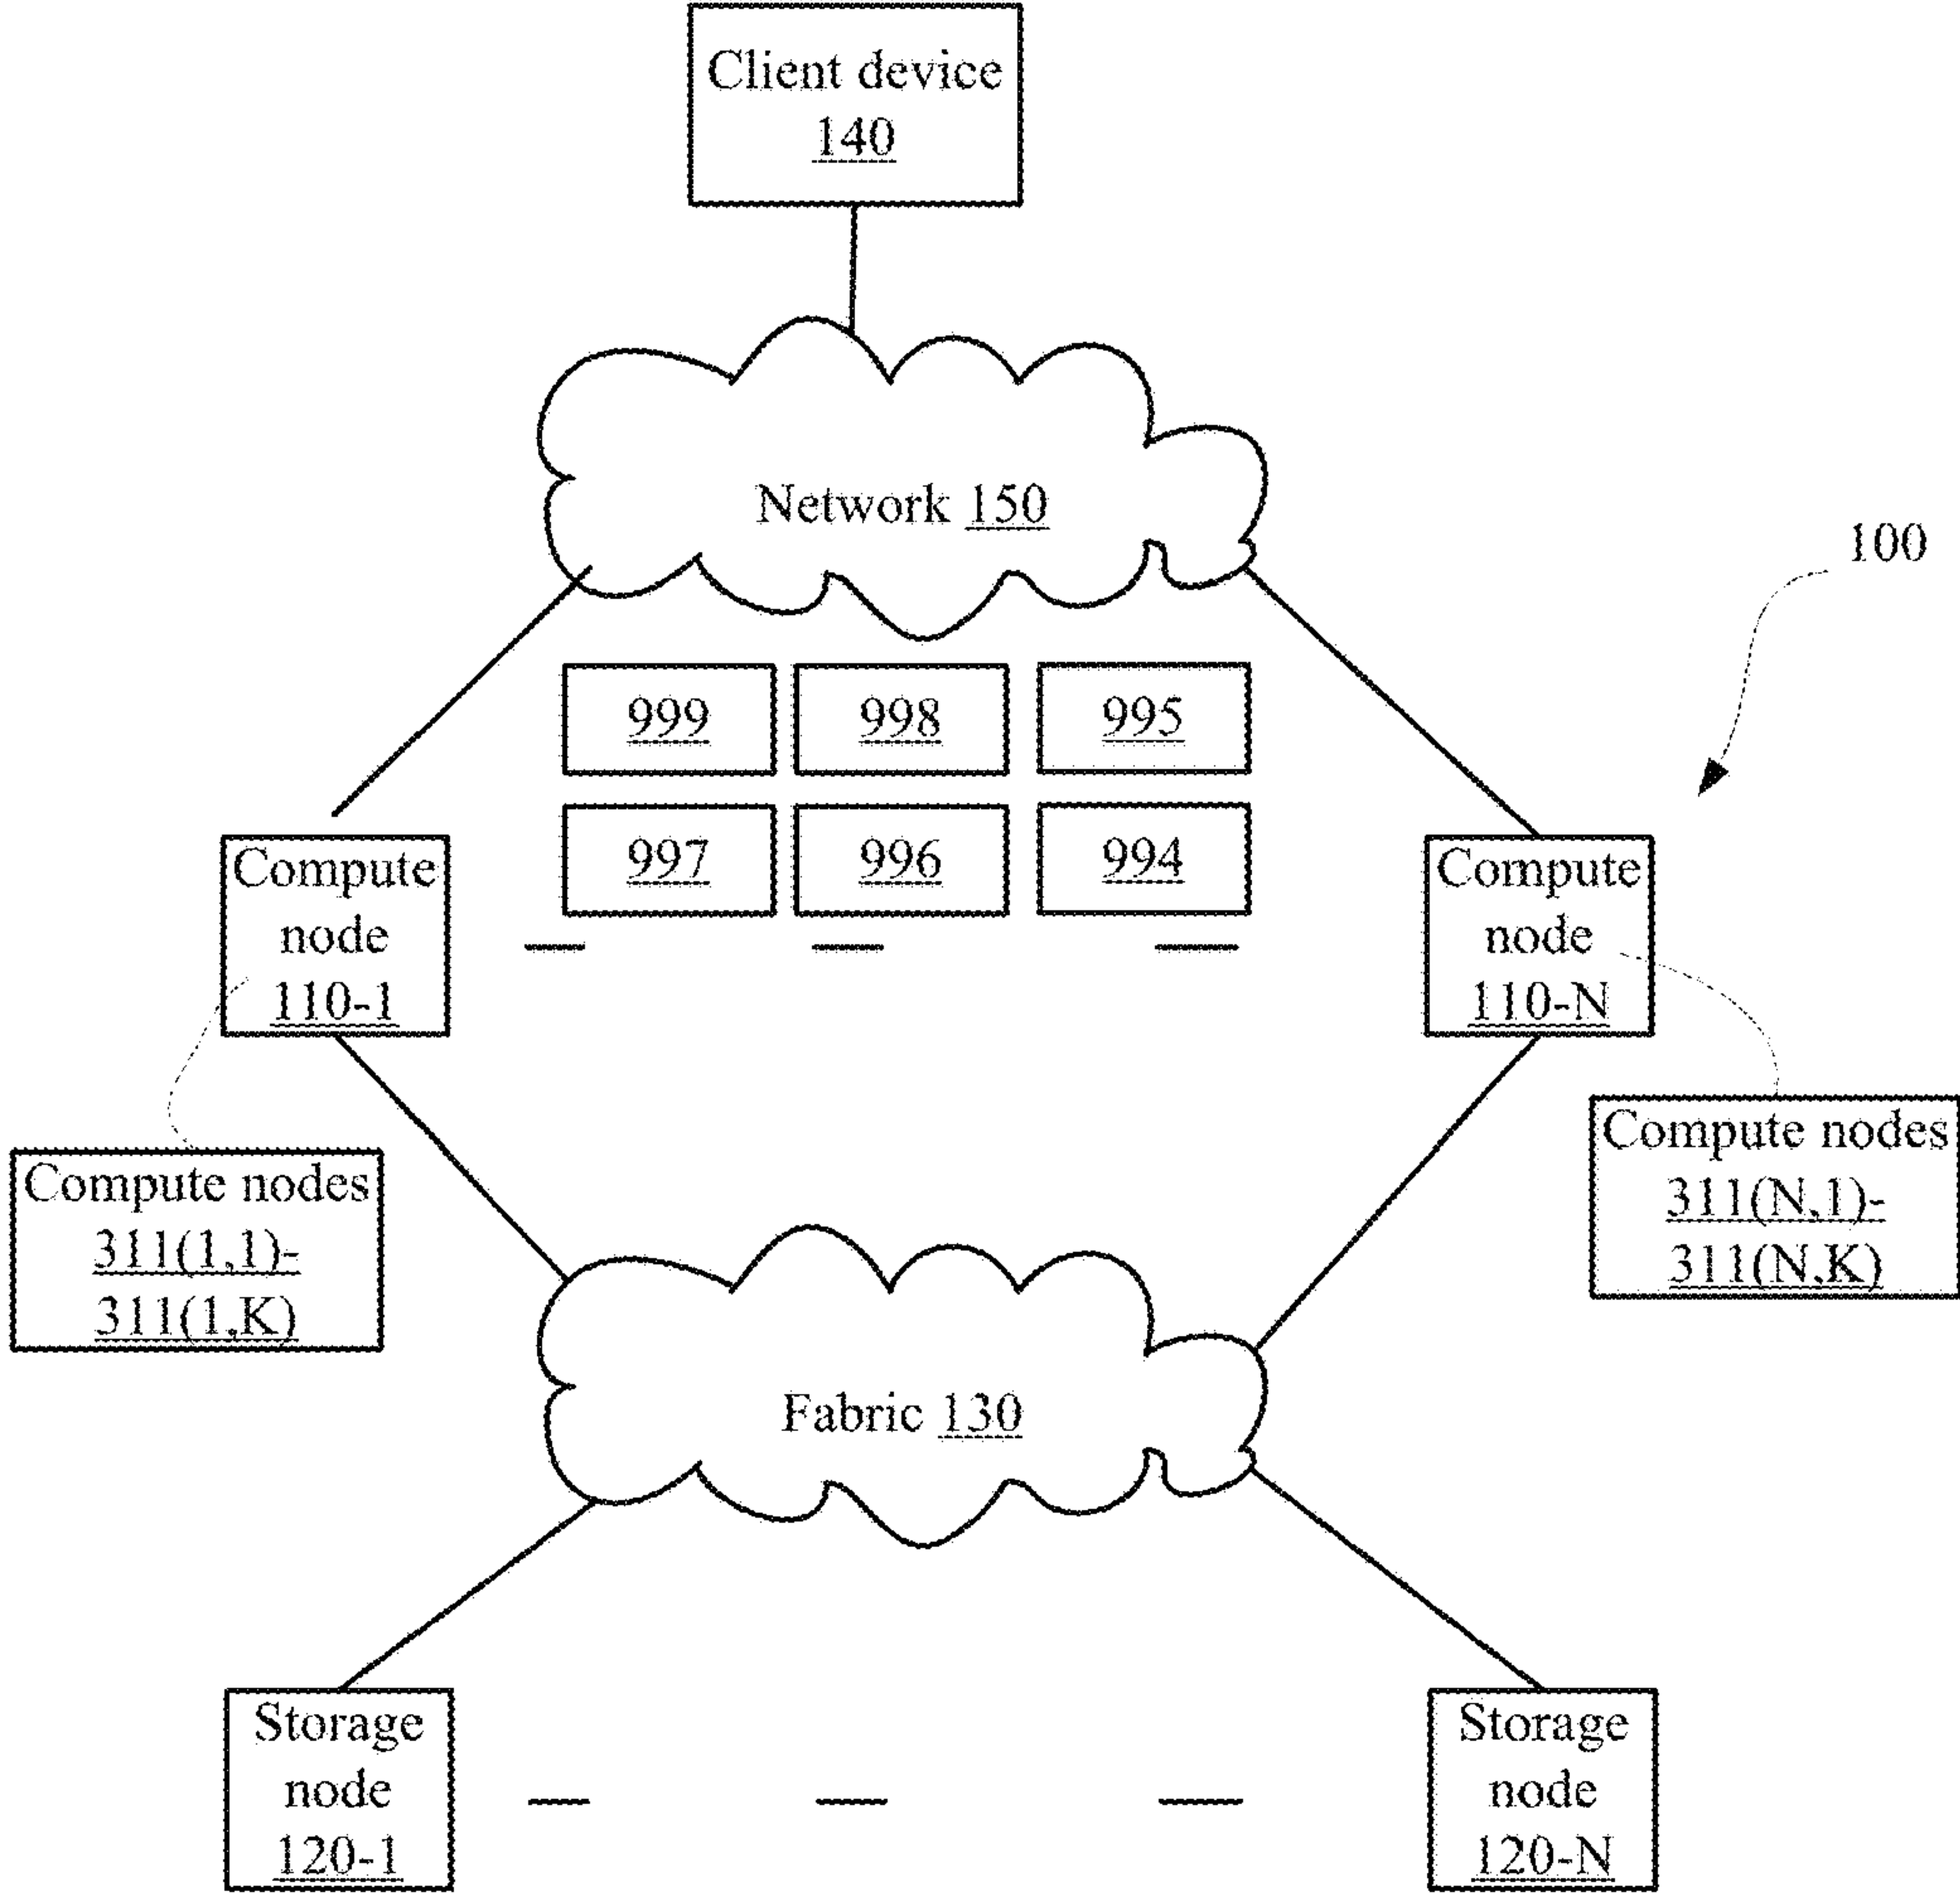 Client device
140
Network 150
100
999 998 995
997 996 994
Compute
node
110-1
Compute
node
110-N
Compute nodes
311(1,1)-
311(1,K)
Compute nodes
311(N,1)-
311(N,K)
Fabric 130
Storage
node
120-1
Storage
node
120-N